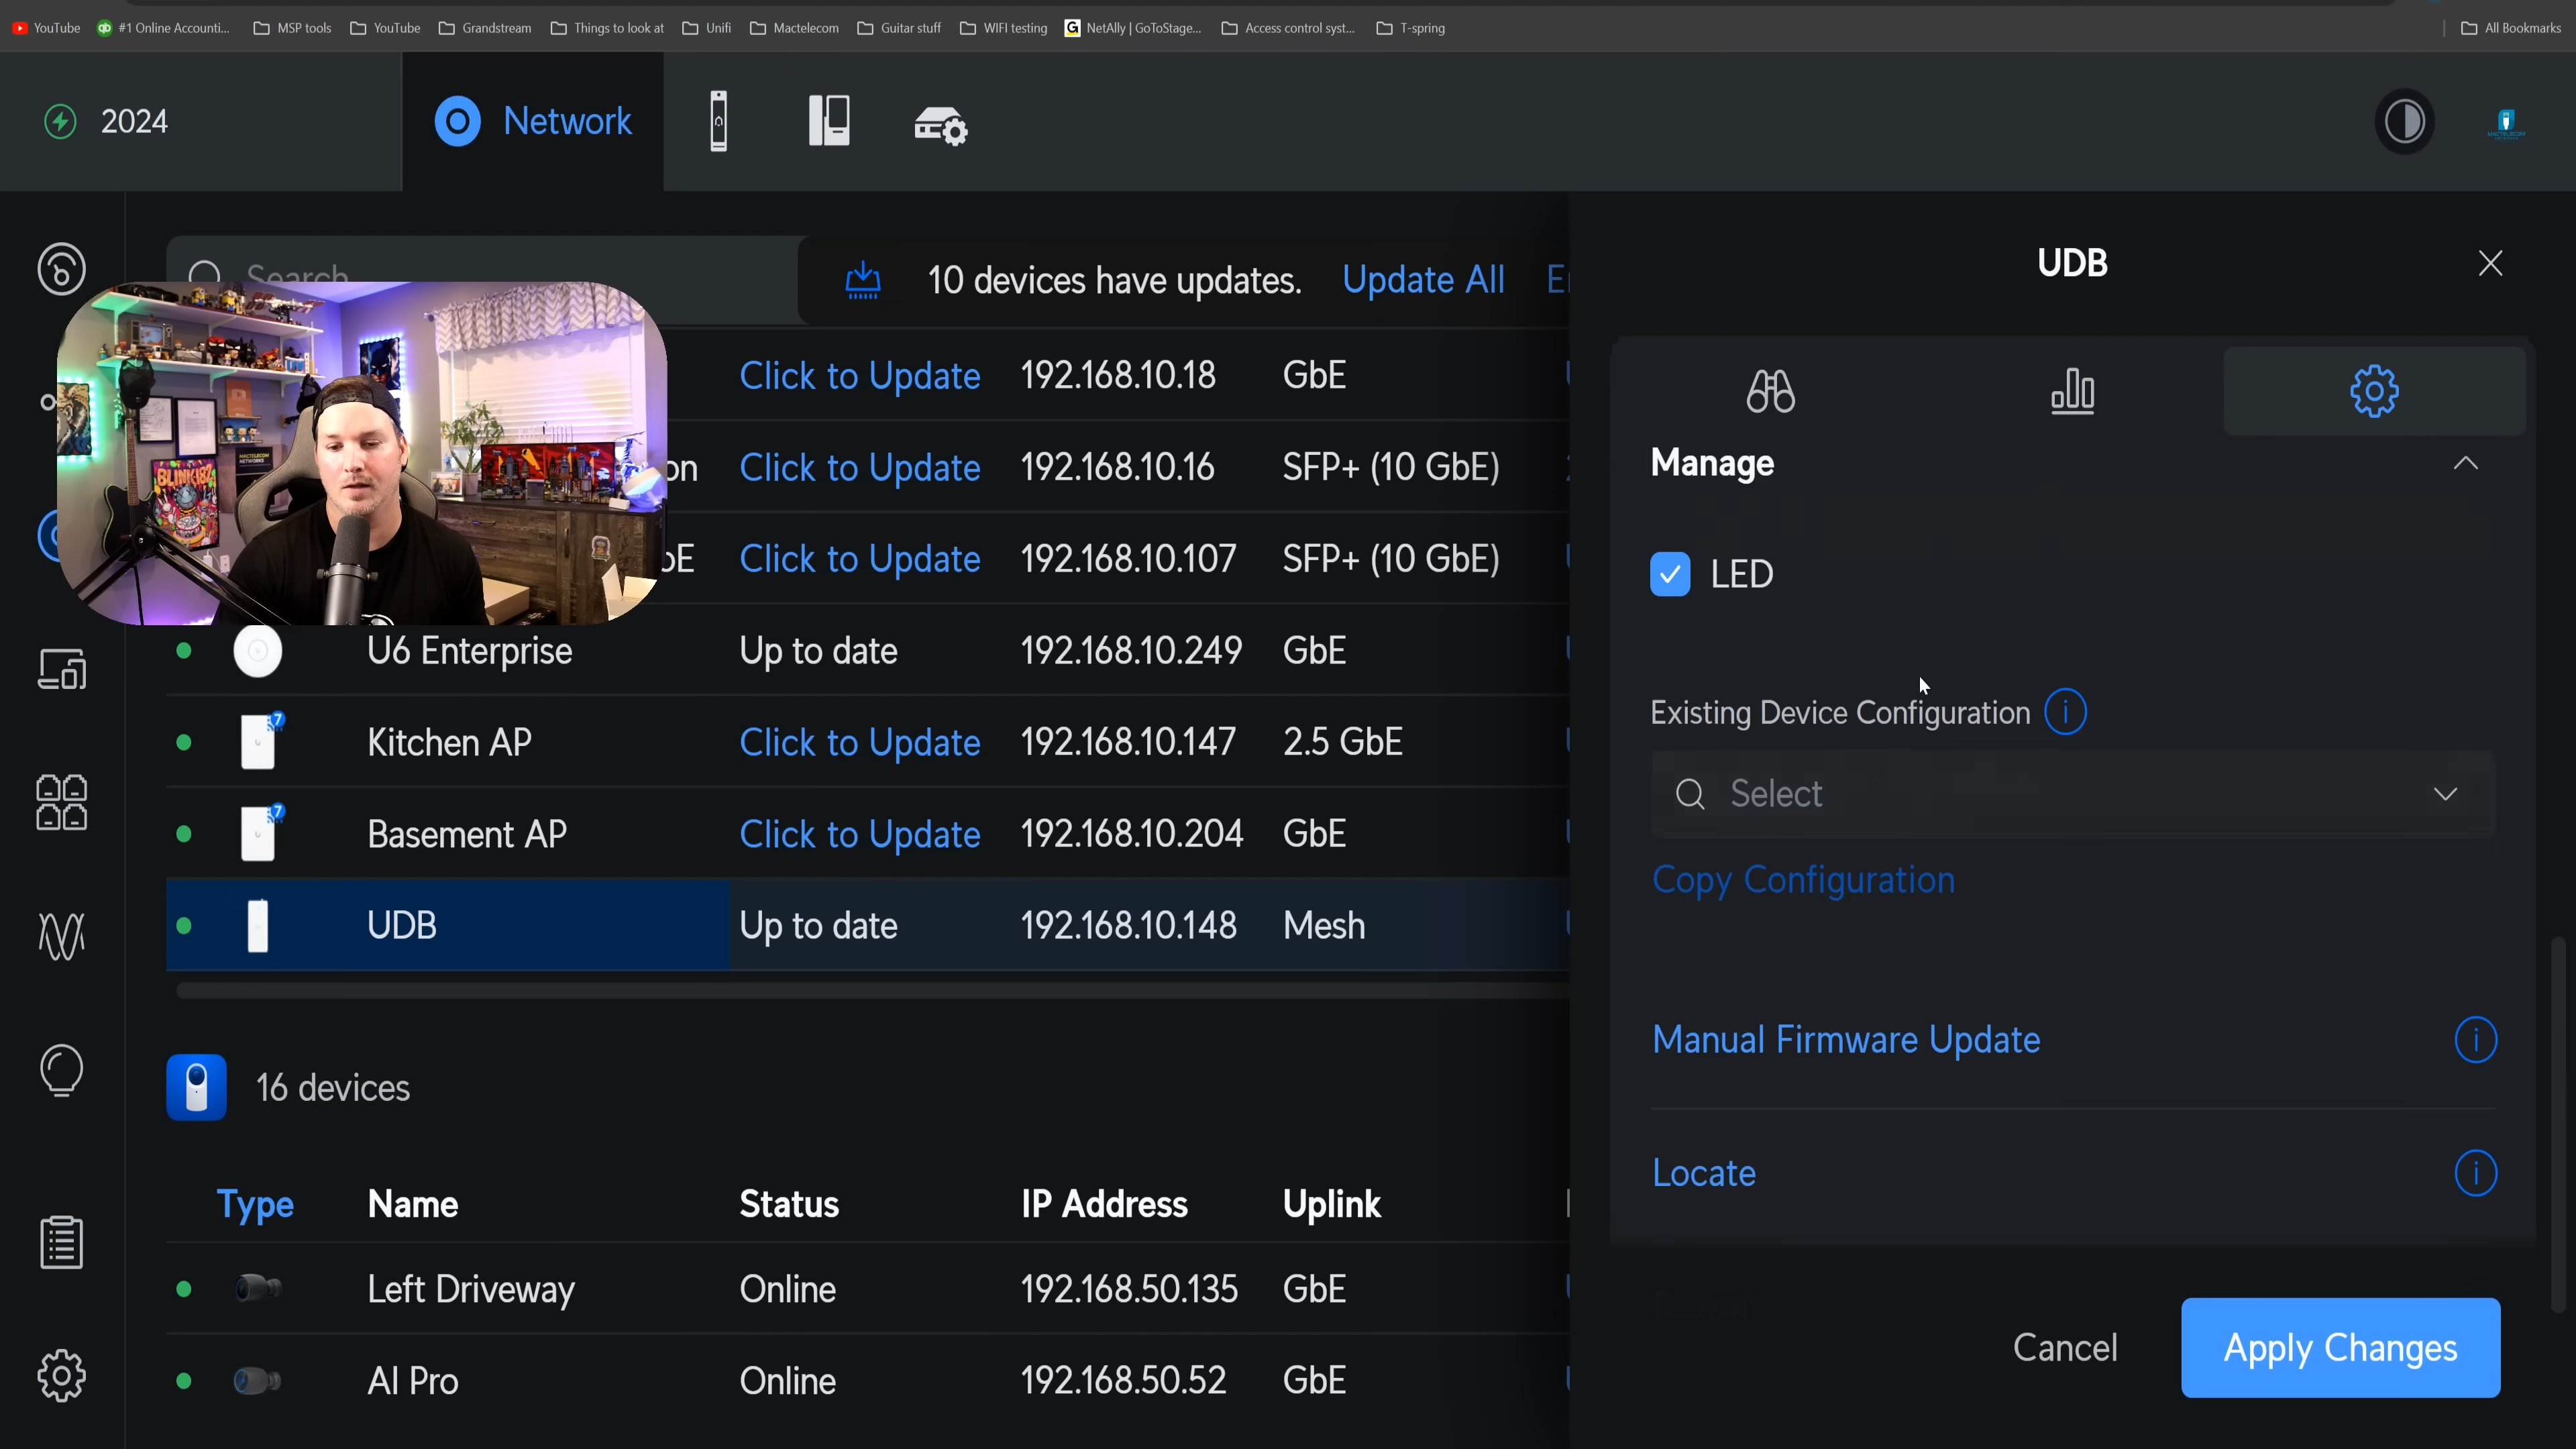 YouTube #1 Online Accounti... MSP tools YouTube Grandstream Things to look at Unifi Mactelecom Guitar stuff WIFI testing NetAlly | GoToStage... Access control syst... T-spring All Bookmarks
2024 Network
Search
10 devices have updates. Update All
UDB
Click to Update 192.168.10.18 GbE
on Click to Update 192.168.10.16 SFP+ (10 GbE)
Click to Update 192.168.10.107 SFP+ (10 GbE)
U6 Enterprise Up to date 192.168.10.249 GbE
7 Kitchen AP Click to Update 192.168.10.147 2.5 GbE
7 Basement AP Click to Update 192.168.10.204 GbE
UDB Up to date 192.168.10.148 Mesh
16 devices
Type Name Status IP Address Uplink
Left Driveway Online 192.168.50.135 GbE
AI Pro Online 192.168.50.52 GbE
Manage
LED
Existing Device Configuration
Select
Copy Configuration
Manual Firmware Update
Locate
Cancel Apply Changes
BLINK182